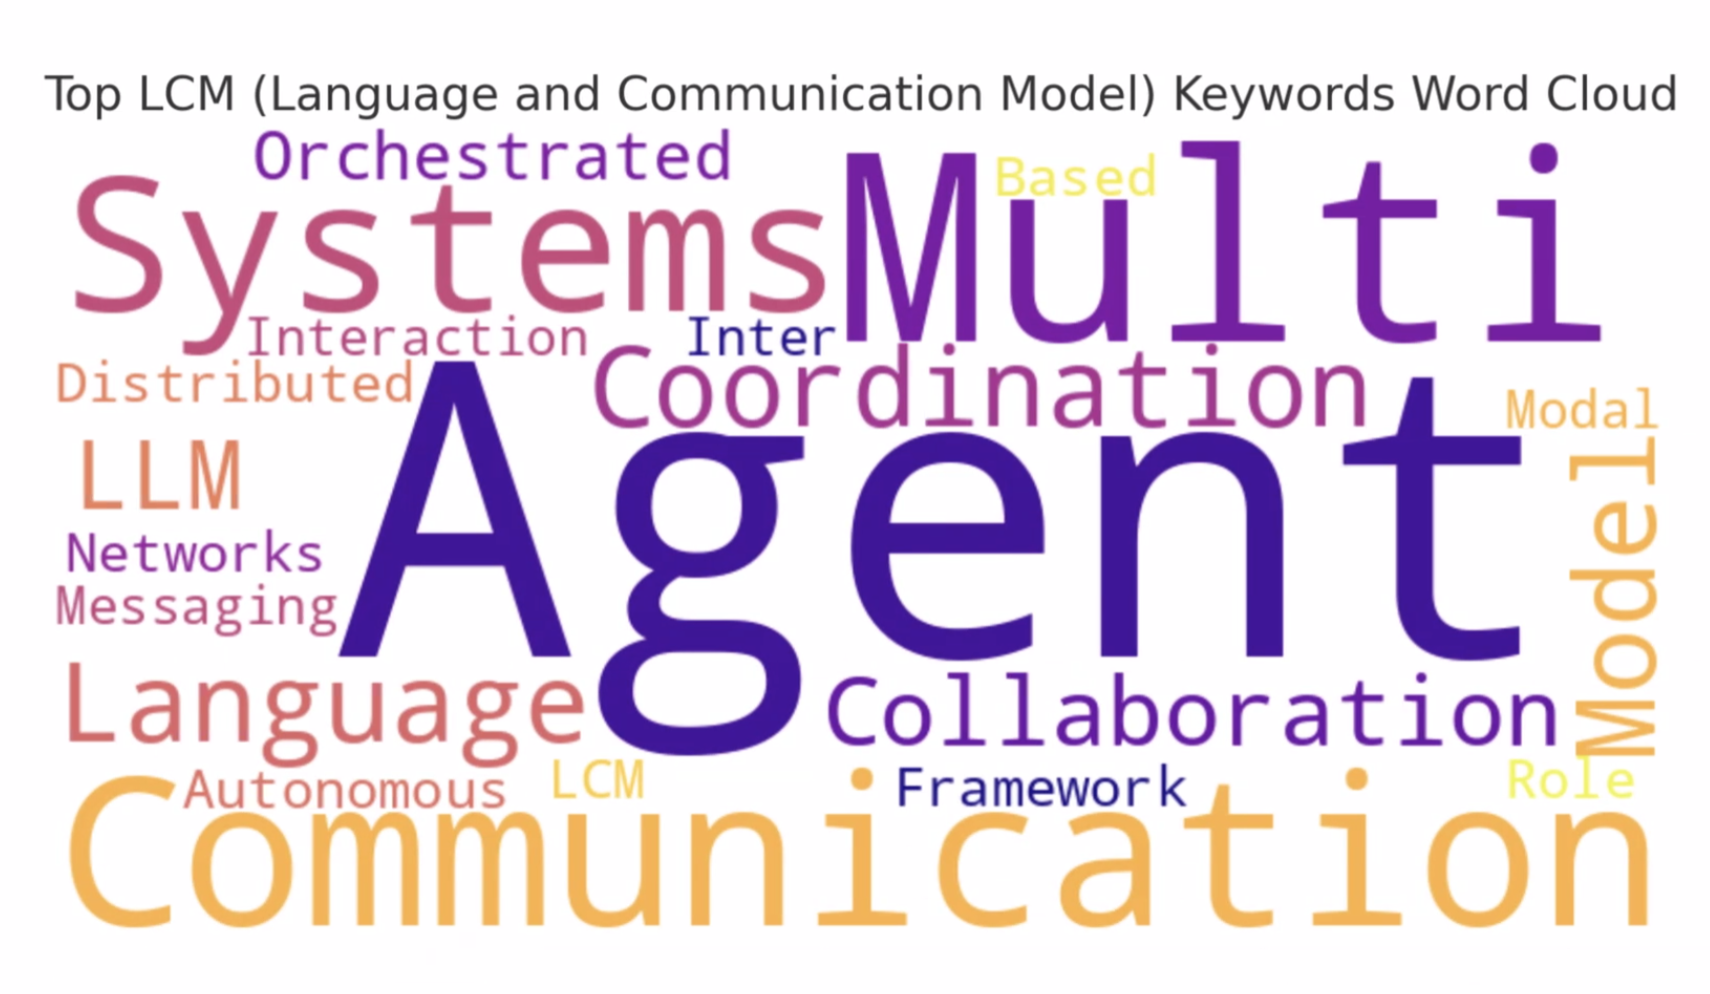 Top LCM (Language and Communication Model) Keywords Word Cloud
Orchestrated
Based
Systems
Multi
Interaction
Inter
Distributed
Coordination
Modal
LLM
Agent
Model
Networks
Messaging
Language
Collaboration
Autonomous
LCM
Framework
Role
Communication